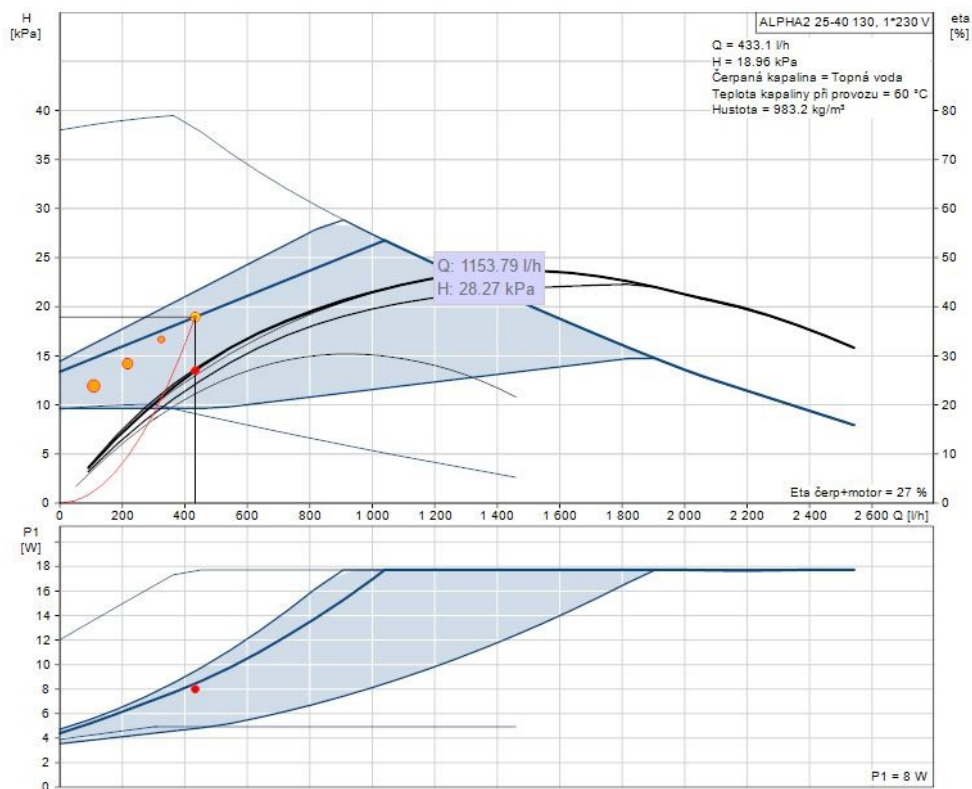 H
[kPa]
ALPHA2 25-40 130, 1*230 V
eta
[%]
Q = 433.1 l/h
H = 18.96 kPa
Čerpaná kapalina = Topná voda
Teplota kapaliny při provozu = 60 °C
Hustota = 983.2 kg/m³
40
80
35
70
30
60
25
50
Q: 1153.79 l/h
H: 28.27 kPa
20
40
15
30
10
20
5
10
Eta čerp+motor = 27 %
0
0
0 200 400 600 800 1 000 1 200 1 400 1 600 1 800 2 000 2 200 2 400 2 600 Q [l/h]
P1
[W]
18
16
14
12
10
8
6
4
2
0
P1 = 8 W